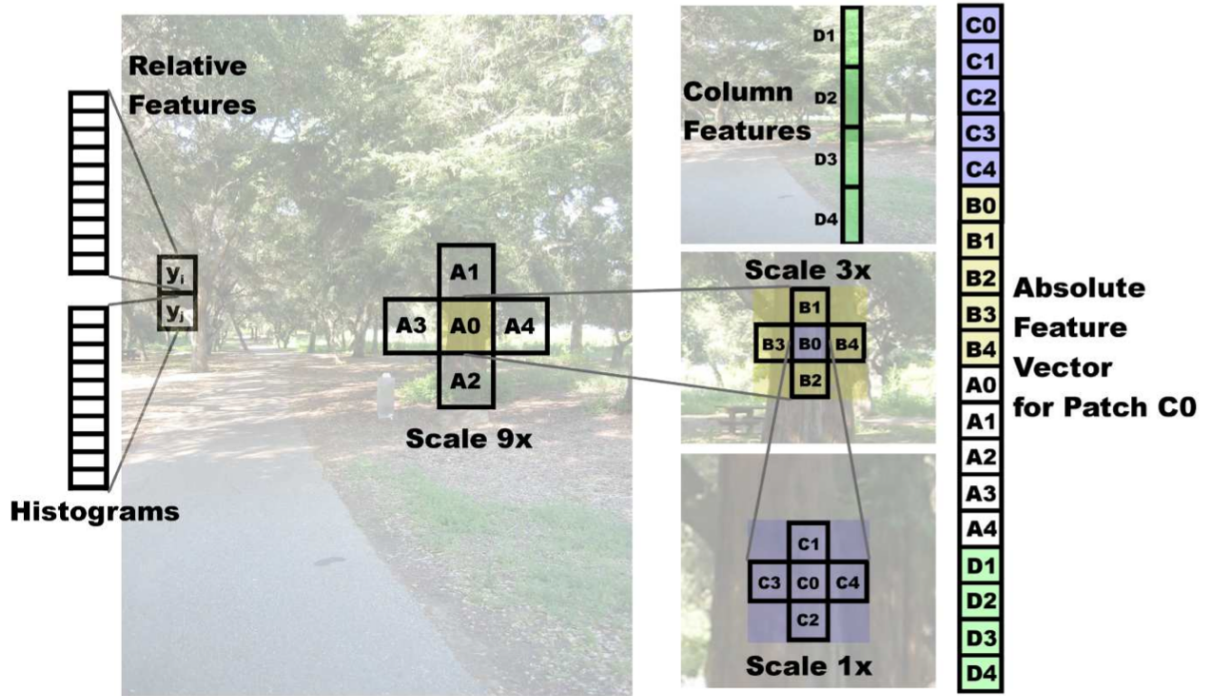 Relative
Features
Histograms
yᵢ
yⱼ
A1
A3 A0 A4
A2
Scale 9x
Column
Features
D1
D2
D3
D4
Scale 3x
B1
B3 B0 B4
B2
C1
C3 C0 C4
C2
Scale 1x
C0
C1
C2
C3
C4
B0
B1
B2
B3
B4
A0
A1
A2
A3
A4
D1
D2
D3
D4
Absolute
Feature
Vector
for Patch C0